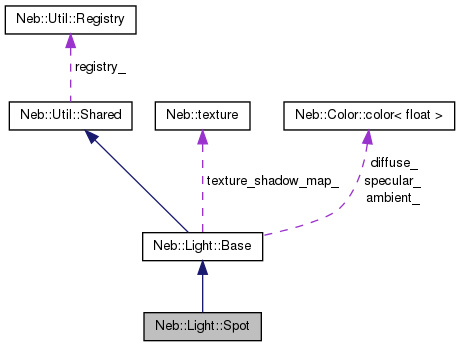 Neb::Util::Registry
registry_
Neb::Util::Shared
Neb::texture
Neb::Color::color< float >
diffuse_
specular_
ambient_
texture_shadow_map_
Neb::Light::Base
Neb::Light::Spot